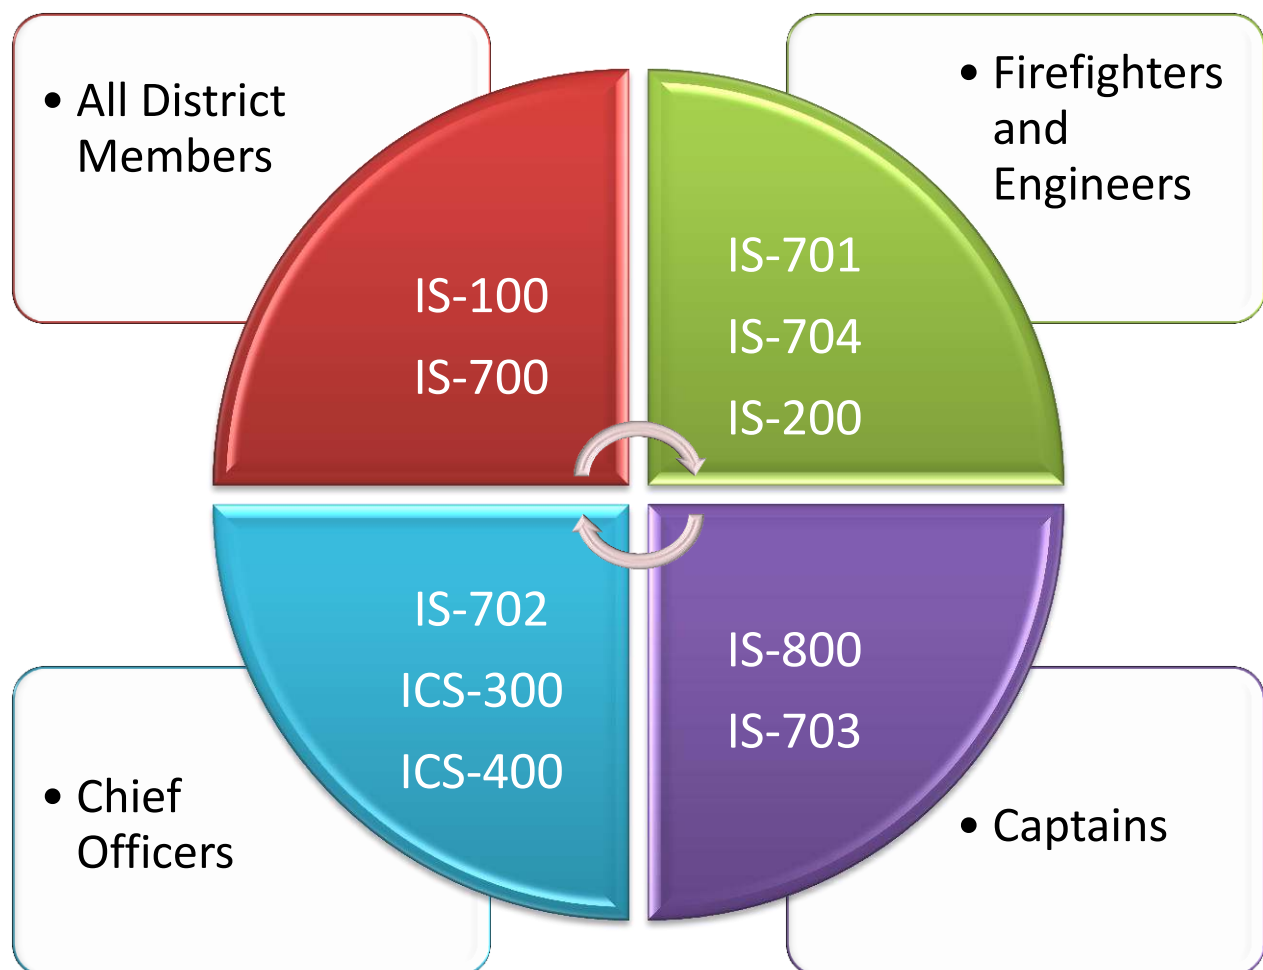 • All District
Members
• Firefighters
and
Engineers
IS-100
IS-700
IS-701
IS-704
IS-200
IS-702
ICS-300
ICS-400
IS-800
IS-703
• Chief
Officers
• Captains